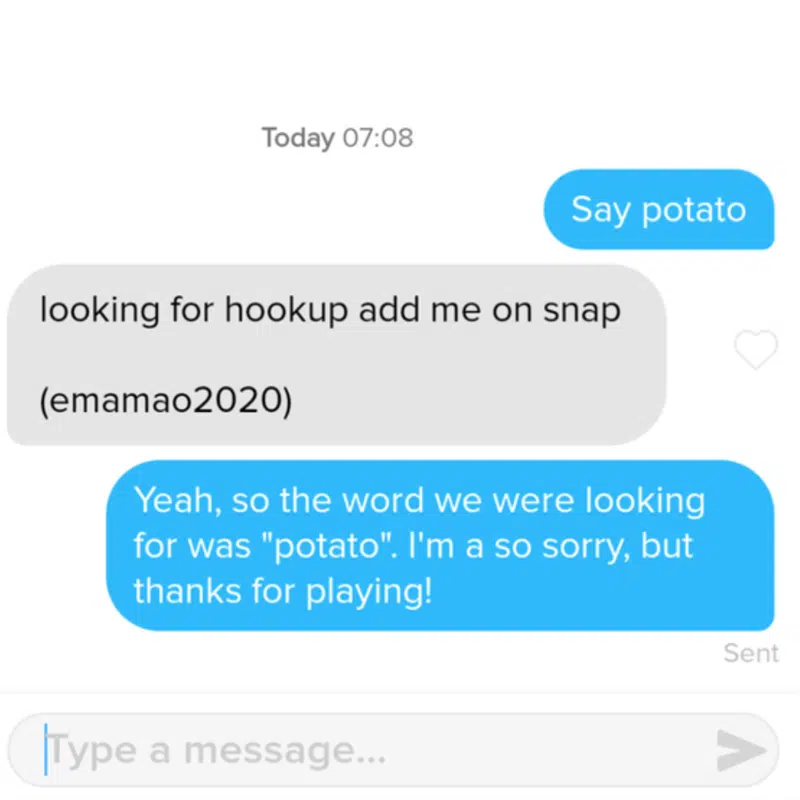 Today 07:08
Say potato
looking for hookup add me on snap
(emamao2020)
Yeah, so the word we were looking
for was "potato". I'm a so sorry, but
thanks for playing!
Sent
Type a message...